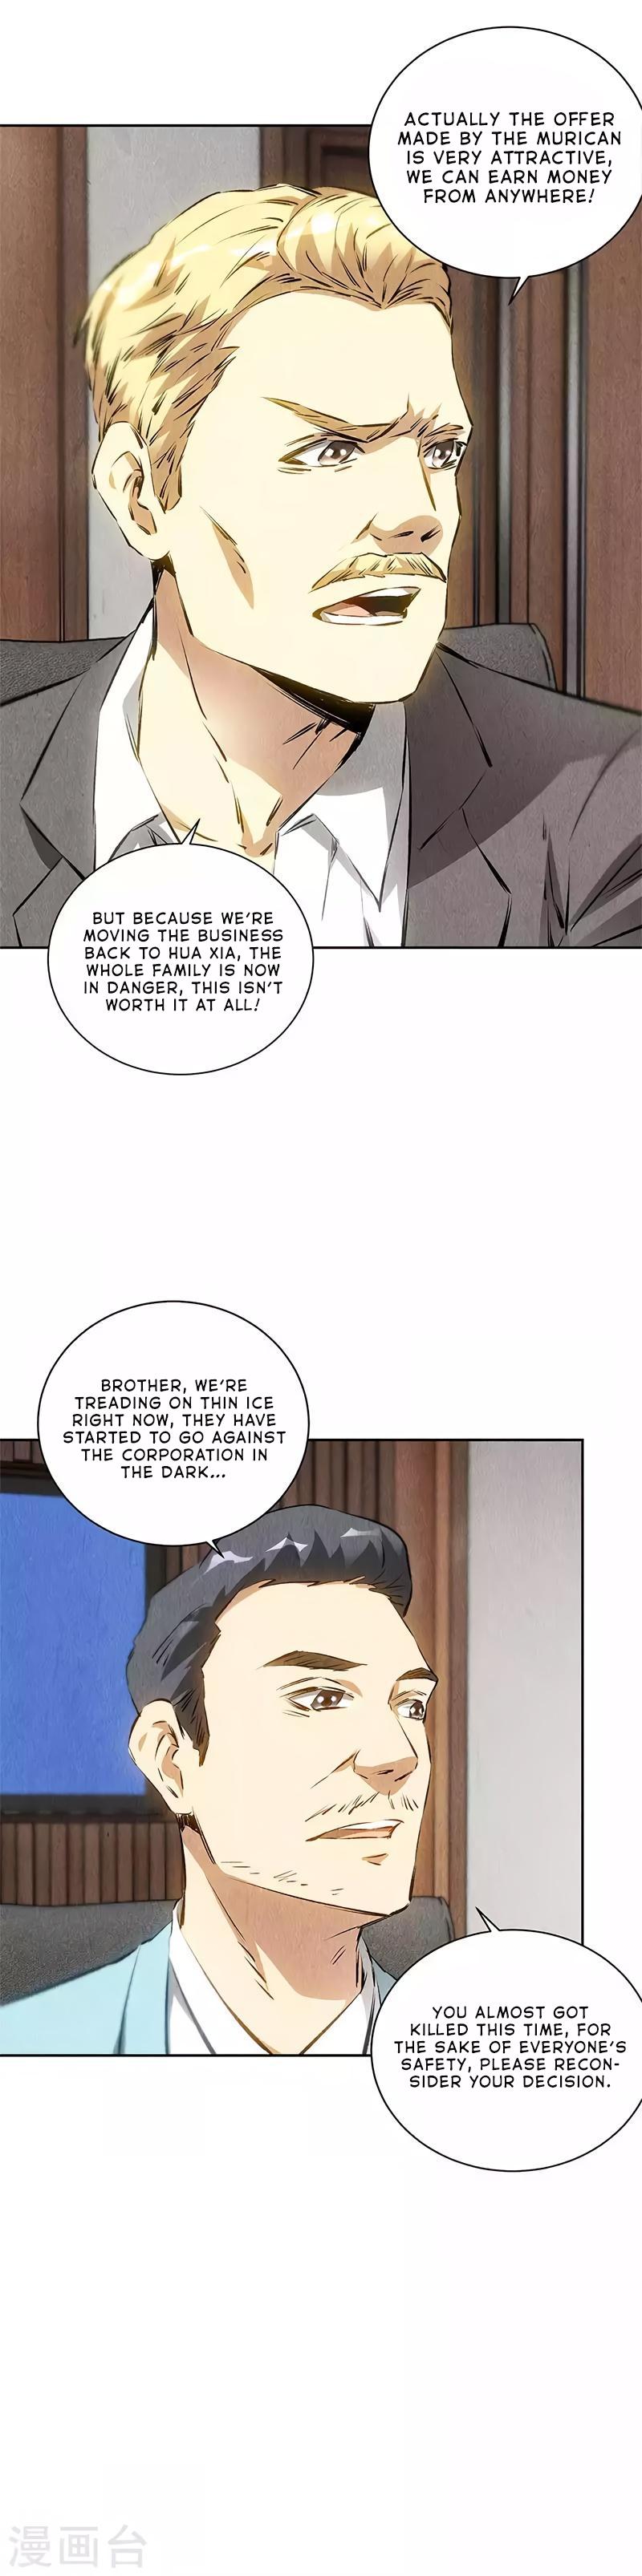 ACTUALLY THE OFFER
MADE BY THE MURICAN
IS VERY ATTRACTIVE,
WE CAN EARN MONEY
FROM ANYWHERE!
BUT BECAUSE WE'RE
MOVING THE BUSINESS
BACK TO HUA XIA, THE
WHOLE FAMILY IS NOW
IN DANGER, THIS ISN'T
WORTH IT AT ALL!
BROTHER, WE'RE
TREADING ON THIN ICE
RIGHT NOW, THEY HAVE
STARTED TO GO AGAINST
THE CORPORATION IN
THE DARK...
YOU ALMOST GOT
KILLED THIS TIME, FOR
THE SAKE OF EVERYONE'S
SAFETY, PLEASE RECON-
SIDER YOUR DECISION.
漫画台